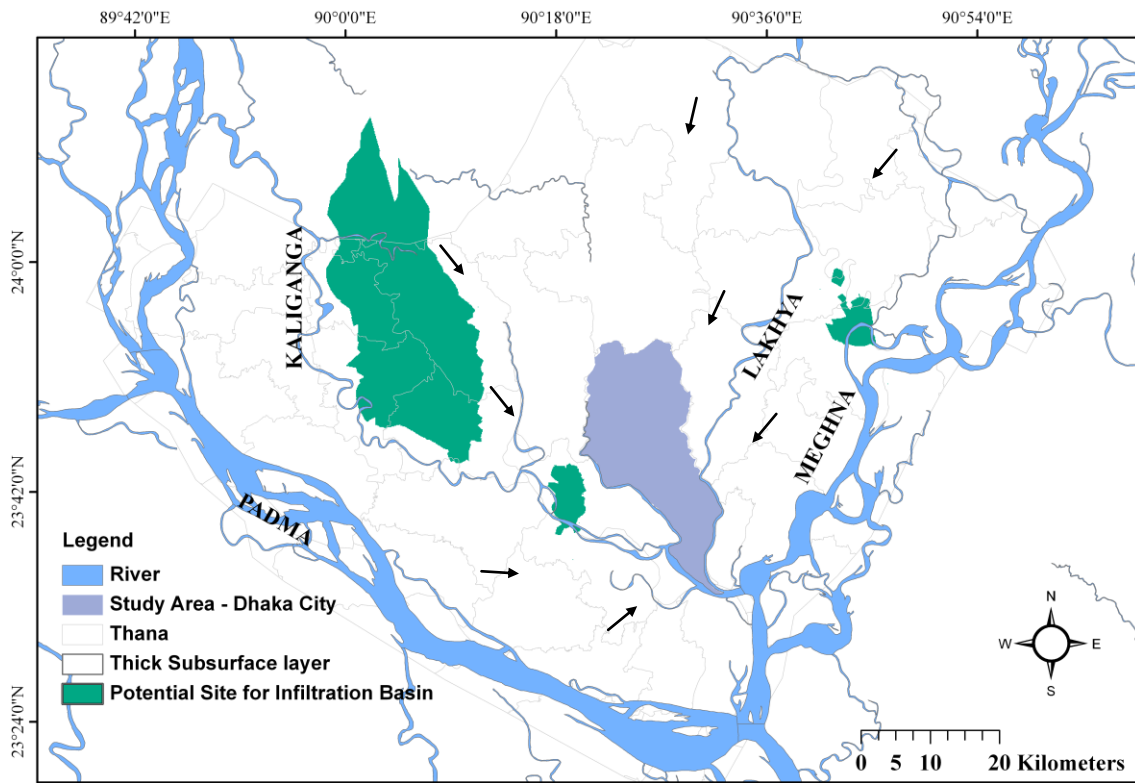 89°42'0"E 90°0'0"E 90°18'0"E 90°36'0"E 90°54'0"E
24°0'0"N
23°42'0"N
23°24'0"N
KALIGANGA
LAKHYA
MEGHNA
PADMA
Legend
River
Study Area - Dhaka City
Thana
Thick Subsurface layer
Potential Site for Infiltration Basin
N
W E
S
0 5 10 20 Kilometers